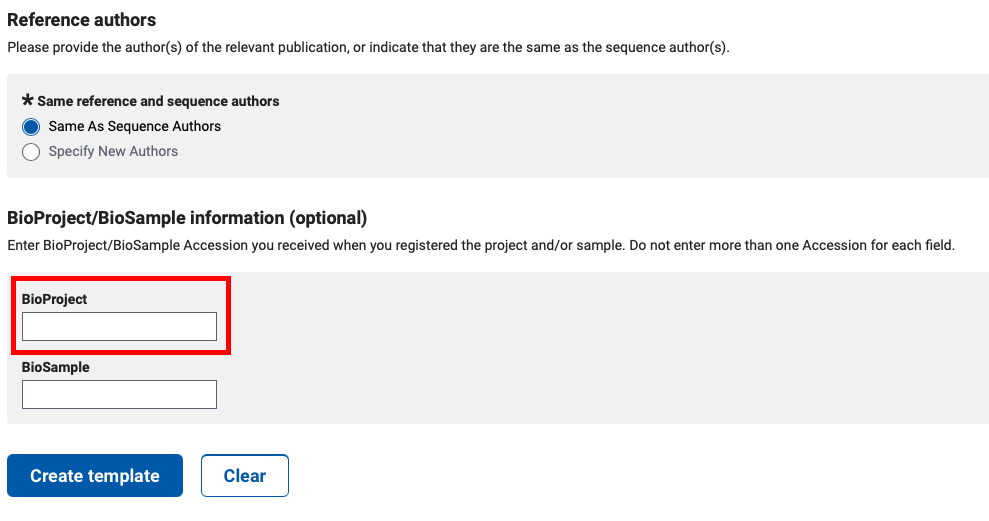 Reference authors
Please provide the author(s) of the relevant publication, or indicate that they are the same as the sequence author(s).
* Same reference and sequence authors
Same As Sequence Authors
Specify New Authors
BioProject/BioSample information (optional)
Enter BioProject/BioSample Accession you received when you registered the project and/or sample. Do not enter more than one Accession for each field.
BioProject
BioSample
Create template
Clear